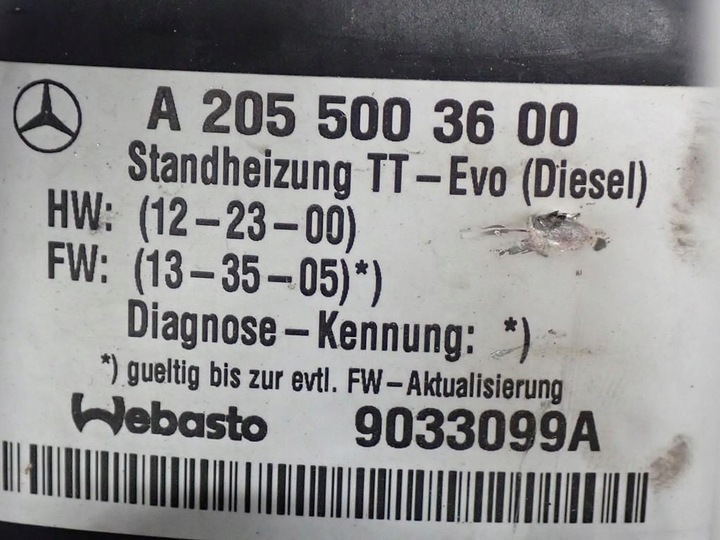 A 205 500 36 00
Standheizung TT-Evo (Diesel)
HW: (12-23-00)
FW: (13-35-05)*)
Diagnose-Kennung: *)
*) gueltig bis zur evtl. FW-Aktualisierung
Webasto 9033099A